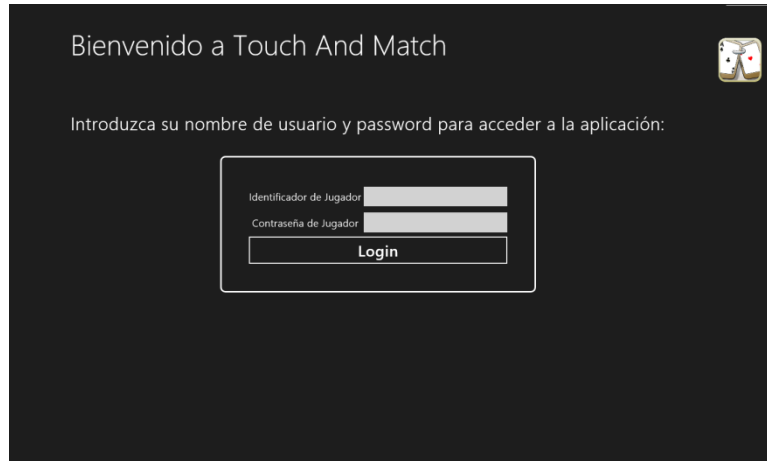 Bienvenido a Touch And Match
Introduzca su nombre de usuario y password para acceder a la aplicación:
Identificador de Jugador
Contraseña de Jugador
Login